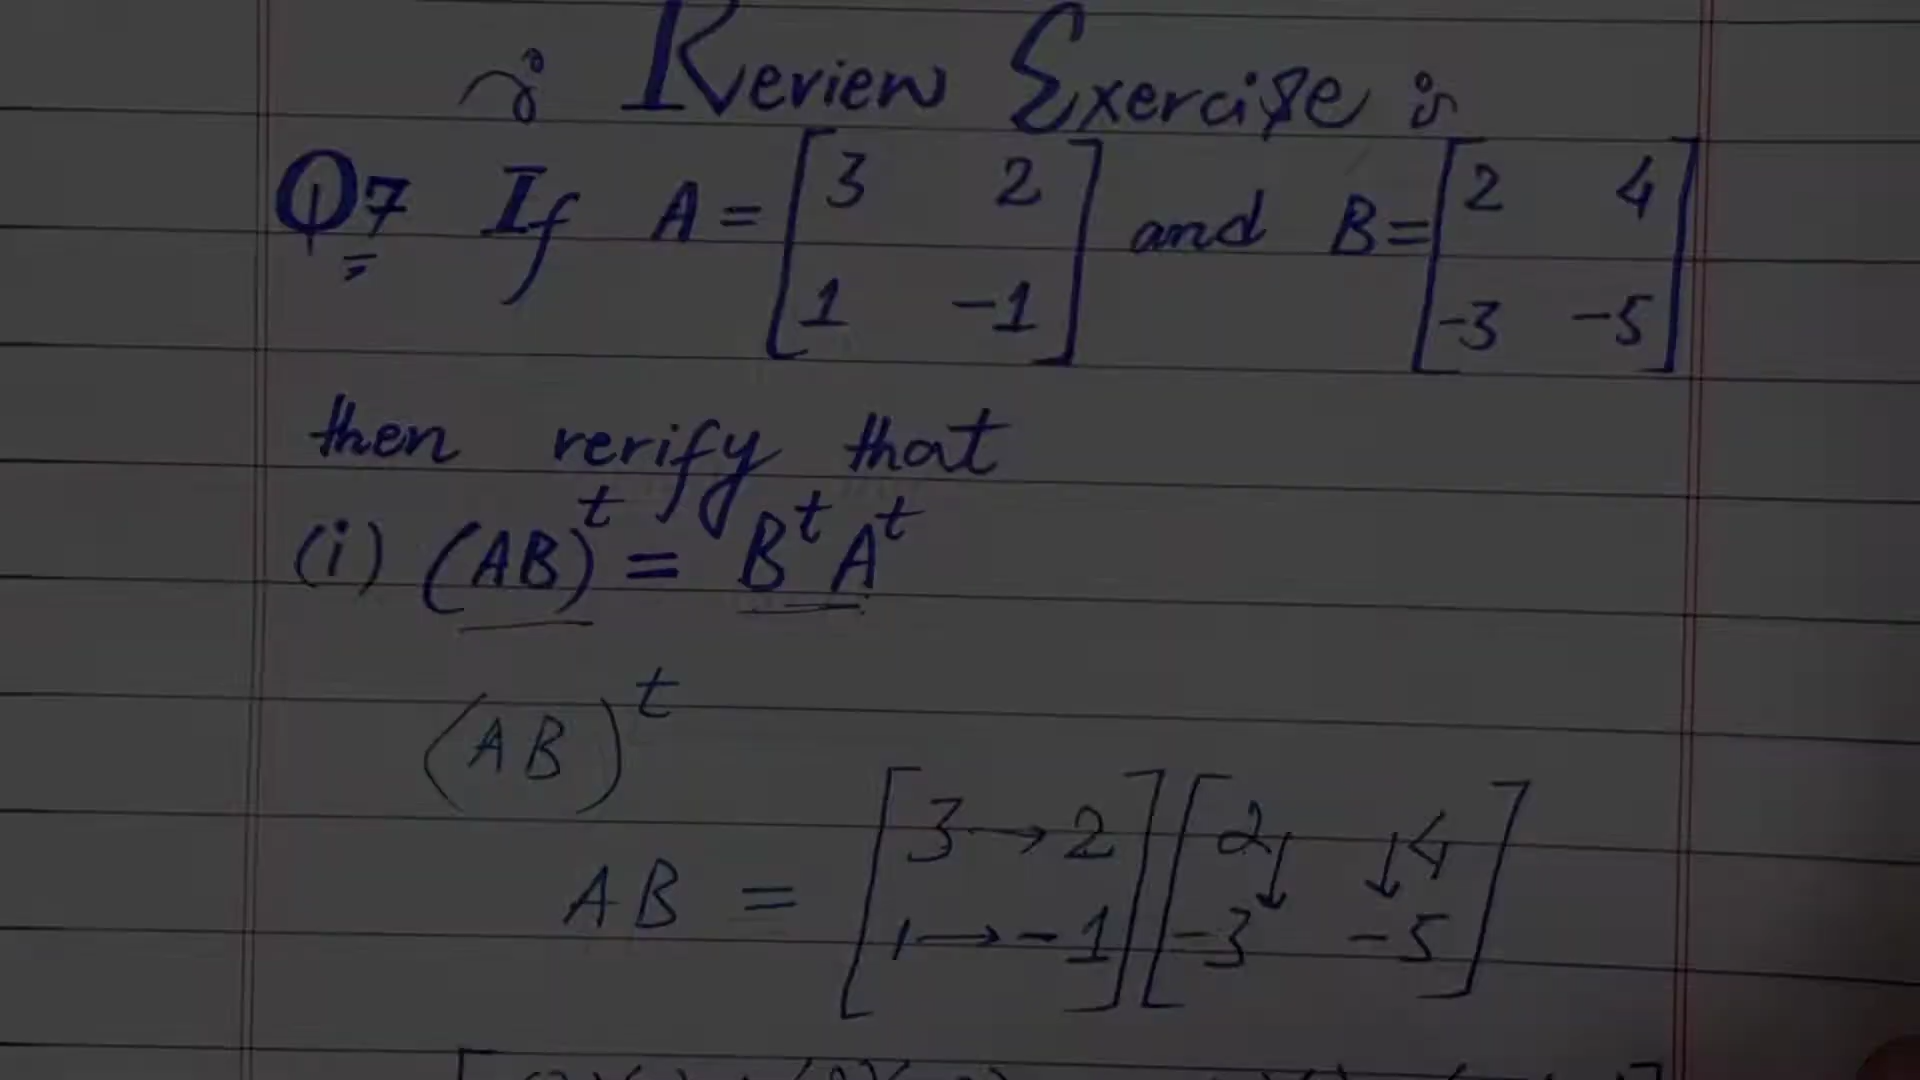 Review Exercise
Q7 If A = [3 2 and B = [2 4
1 -1] -3 -5]
then verify that
(i) (AB)^t = B^t A^t
(AB)^t
AB = [3 → 2] [2 ↓ ↓ 4]
[1 → -1] [-3 -5]